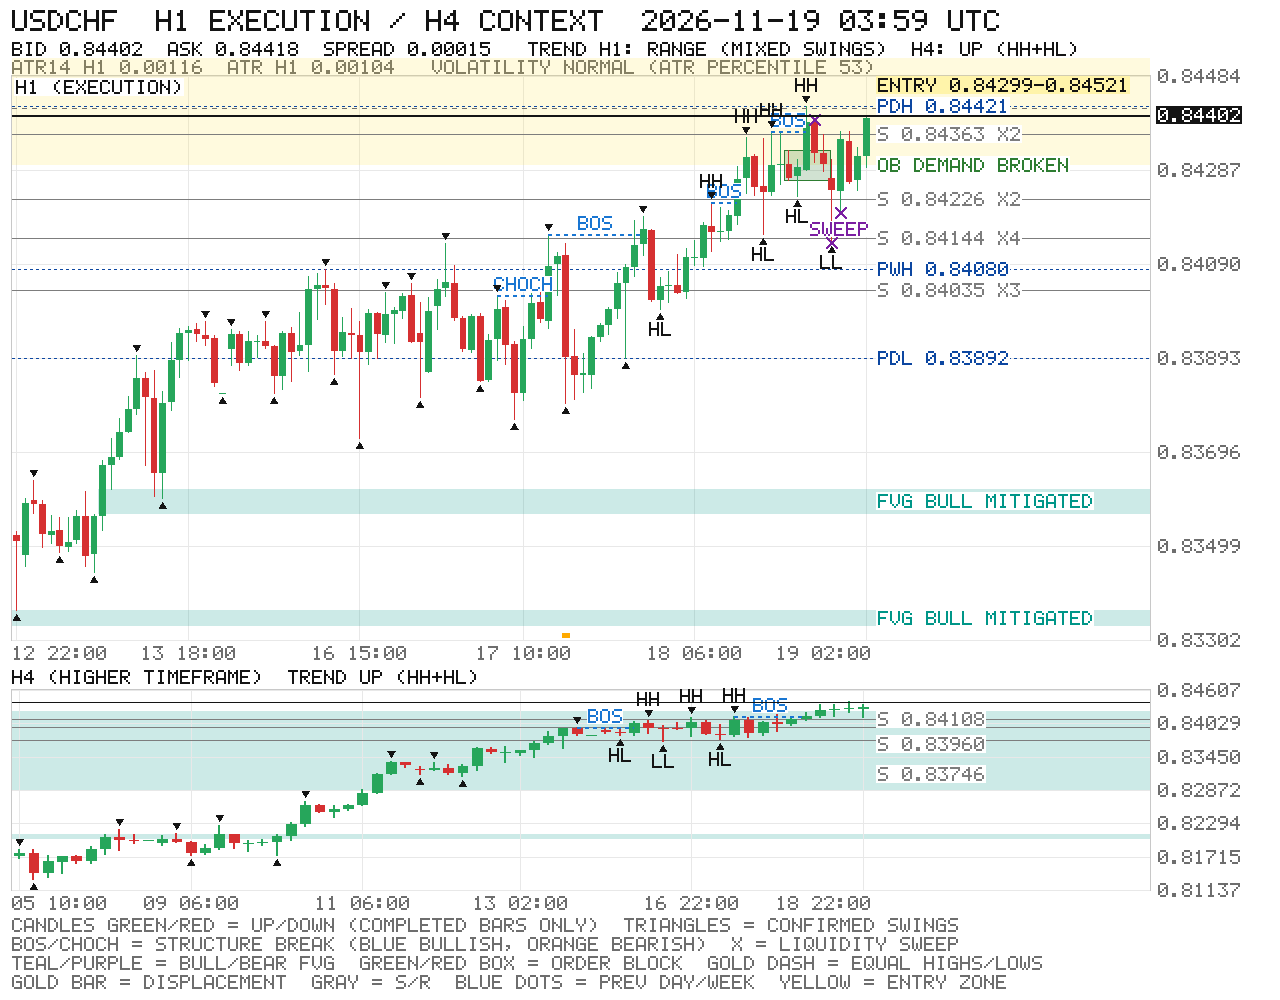 USDCHF  H1 EXECUTION / H4 CONTEXT  2026-11-19 03:59 UTC
BID 0.84402  ASK 0.84418  SPREAD 0.00015   TREND H1: RANGE (MIXED SWINGS)  H4: UP (HH+HL)
ATR14 H1 0.00116  ATR H1 0.00104   VOLATILITY NORMAL (ATR PERCENTILE 53)
H1 (EXECUTION)
0.84484
HH
ENTRY 0.84299-0.84521
PDH 0.84421
0.84402
HH
HH
BOS
S 0.84363 X2
OB DEMAND BROKEN
0.84287
HH
BOS
S 0.84226 X2
HL
BOS
SWEEP
S 0.84144 X4
HL
LL
0.84090
PWH 0.84080
CHOCH
S 0.84035 X3
HL
PDL 0.83892
0.83893
0.83696
FVG BULL MITIGATED
0.83499
FVG BULL MITIGATED
0.83302
12 22:00  13 18:00  16 15:00  17 10:00  18 06:00  19 02:00
H4 (HIGHER TIMEFRAME)  TREND UP (HH+HL)
0.84607
HH
HH
HH
BOS
BOS
S 0.84108
0.84029
S 0.83960
HL
LL
HL
0.83450
S 0.83746
0.82872
0.82294
0.81715
0.81137
05 10:00  09 06:00  11 06:00  13 02:00  16 22:00  18 22:00
CANDLES GREEN/RED = UP/DOWN (COMPLETED BARS ONLY)  TRIANGLES = CONFIRMED SWINGS
BOS/CHOCH = STRUCTURE BREAK (BLUE BULLISH, ORANGE BEARISH)  X = LIQUIDITY SWEEP
TEAL/PURPLE = BULL/BEAR FVG  GREEN/RED BOX = ORDER BLOCK  GOLD DASH = EQUAL HIGHS/LOWS
GOLD BAR = DISPLACEMENT  GRAY = S/R  BLUE DOTS = PREV DAY/WEEK  YELLOW = ENTRY ZONE